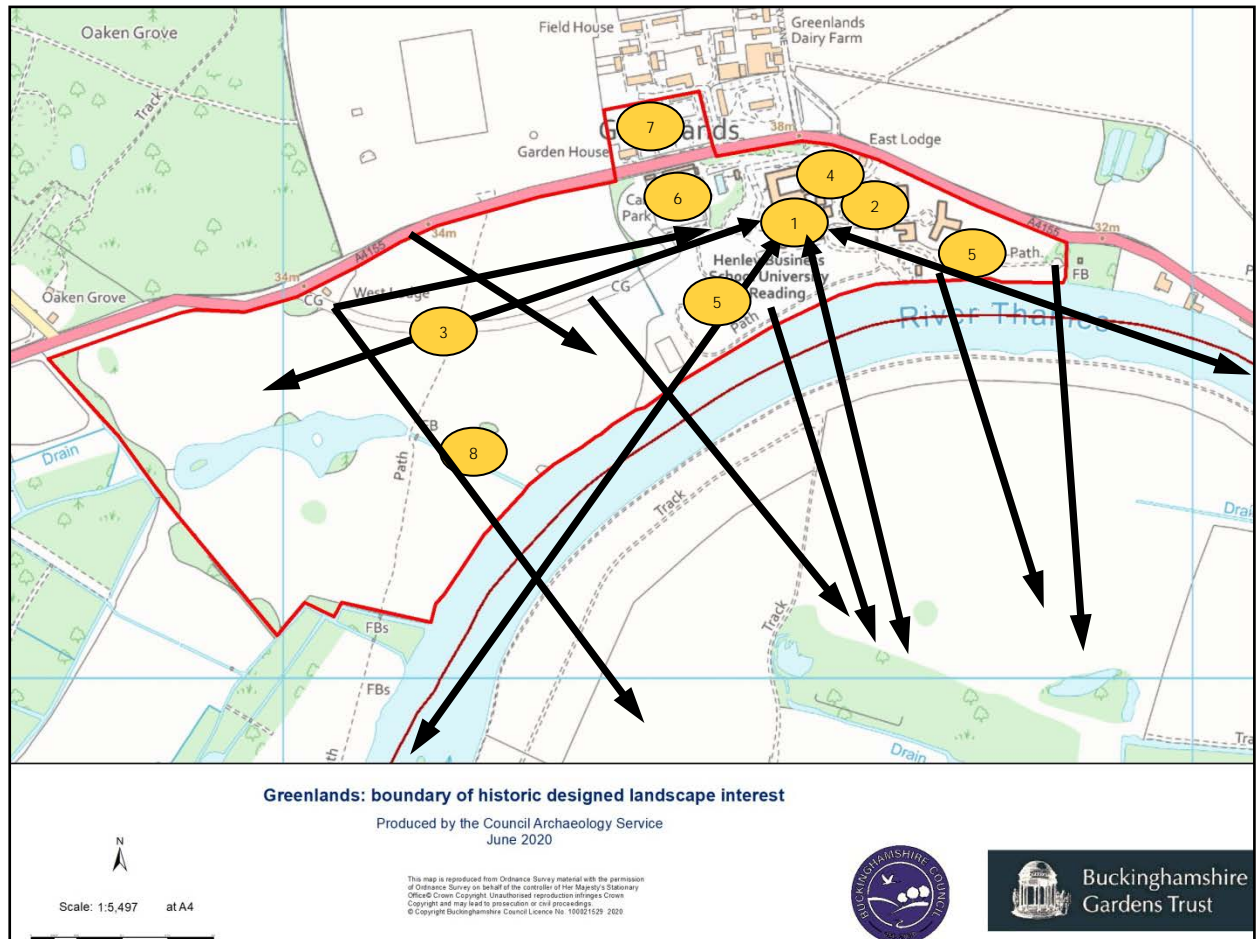 Oaken Grove
Field House
Greenlands
Dairy Farm
Track
38m
East Lodge
7
Garden House
4
6
2
Car
Park
1
A4155
34m
A4155
32m
5
Path
FB
34m
Henley Business
School University
Reading
CG
West Lodge
CG
Oaken Grove
5
Path
River Thames
3
FB
8
Drain
Path
Track
Drain
Track
FBs
FBs
Drain
Greenlands: boundary of historic designed landscape interest
Produced by the Council Archaeology Service
June 2020
N
This map is reproduced from Ordnance Survey material with the permission
of Ordnance Survey on behalf of the controller of Her Majesty's Stationary
Office© Crown Copyright. Unauthorised reproduction infringes Crown
Copyright and may lead to prosecution or civil proceedings.
© Copyright Buckinghamshire Council Licence No. 100021529 2020
Scale: 1:5,497 at A4
BUCKINGHAMSHIRE COUNCIL
Buckinghamshire
Gardens Trust